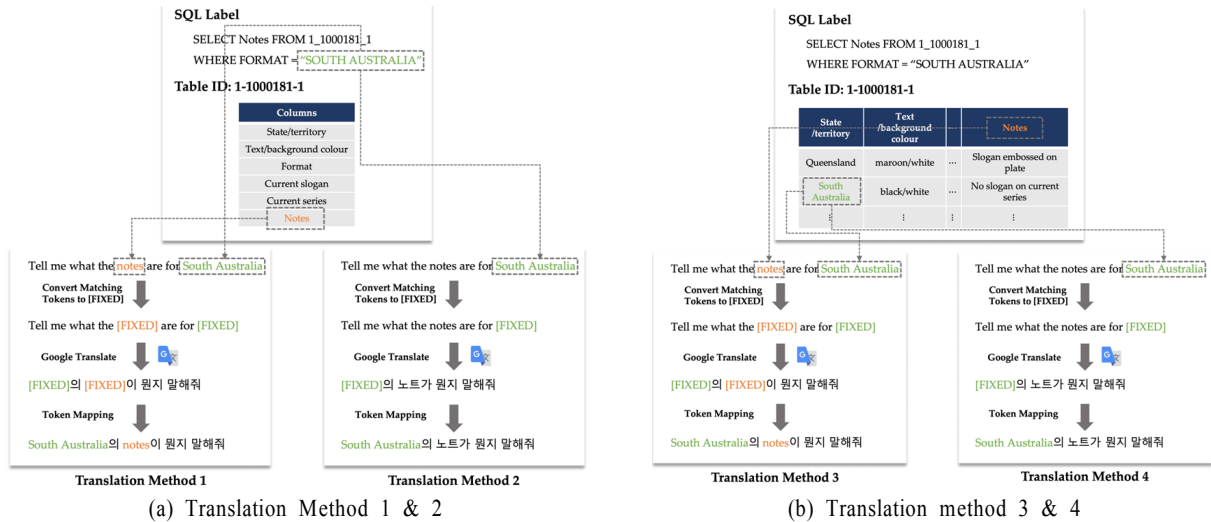 SQL Label
SELECT Notes FROM 1_1000181_1
WHERE FORMAT = “SOUTH AUSTRALIA”
Table ID: 1-1000181-1
Columns
State/territory
Text/background colour
Format
Current slogan
Current series
Notes
Tell me what the notes are for South Australia
Convert Matching
Tokens to [FIXED]
Tell me what the [FIXED] are for [FIXED]
Google Translate
[FIXED]의 [FIXED]이 뭔지 말해줘
Token Mapping
South Australia의 notes이 뭔지 말해줘
Translation Method 1
Tell me what the notes are for South Australia
Convert Matching
Tokens to [FIXED]
Tell me what the notes are for [FIXED]
Google Translate
[FIXED]의 노트가 뭔지 말해줘
Token Mapping
South Australia의 노트가 뭔지 말해줘
Translation Method 2
(a) Translation Method 1 & 2
SQL Label
SELECT Notes FROM 1_1000181_1
WHERE FORMAT = “SOUTH AUSTRALIA”
Table ID: 1-1000181-1
State
/territory
Text
/background
colour
...
Notes
Queensland
maroon/white
...
Slogan embossed on
plate
South
Australia
black/white
...
No slogan on current
series
⋮ ⋮ ⋮ ⋮
Tell me what the notes are for South Australia
Convert Matching
Tokens to [FIXED]
Tell me what the [FIXED] are for [FIXED]
Google Translate
[FIXED]의 [FIXED]이 뭔지 말해줘
Token Mapping
South Australia의 notes이 뭔지 말해줘
Translation Method 3
Tell me what the notes are for South Australia
Convert Matching
Tokens to [FIXED]
Tell me what the notes are for [FIXED]
Google Translate
[FIXED]의 노트가 뭔지 말해줘
Token Mapping
South Australia의 노트가 뭔지 말해줘
Translation Method 4
(b) Translation method 3 & 4